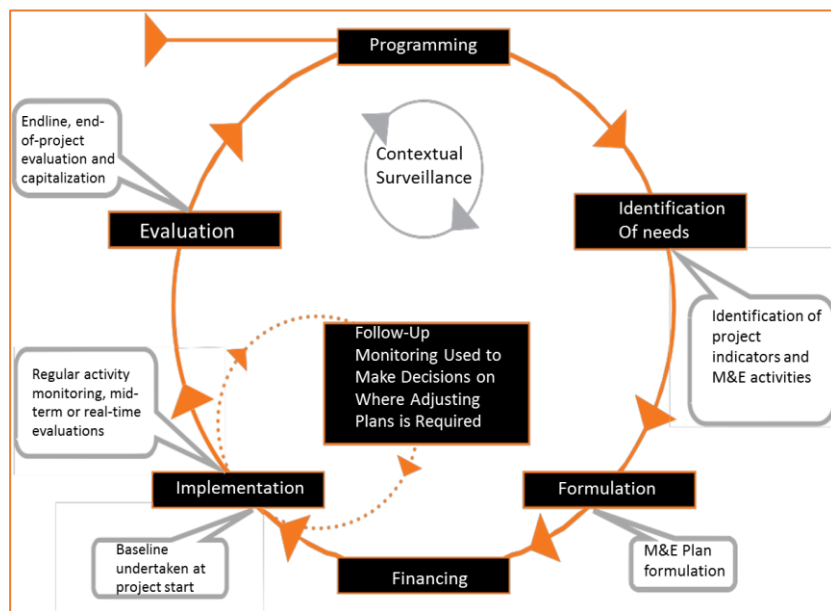 Programming
Endline, end-
of-project
evaluation and
capitalization
Contextual
Surveillance
Evaluation
Identification
Of needs
Identification of
project
indicators and
M&E activities
Follow-Up
Monitoring Used to
Make Decisions on
Where Adjusting
Plans is Required
Regular activity
monitoring, mid-
term or real-time
evaluations
Implementation
Formulation
Baseline
undertaken at
project start
Financing
M&E Plan
formulation